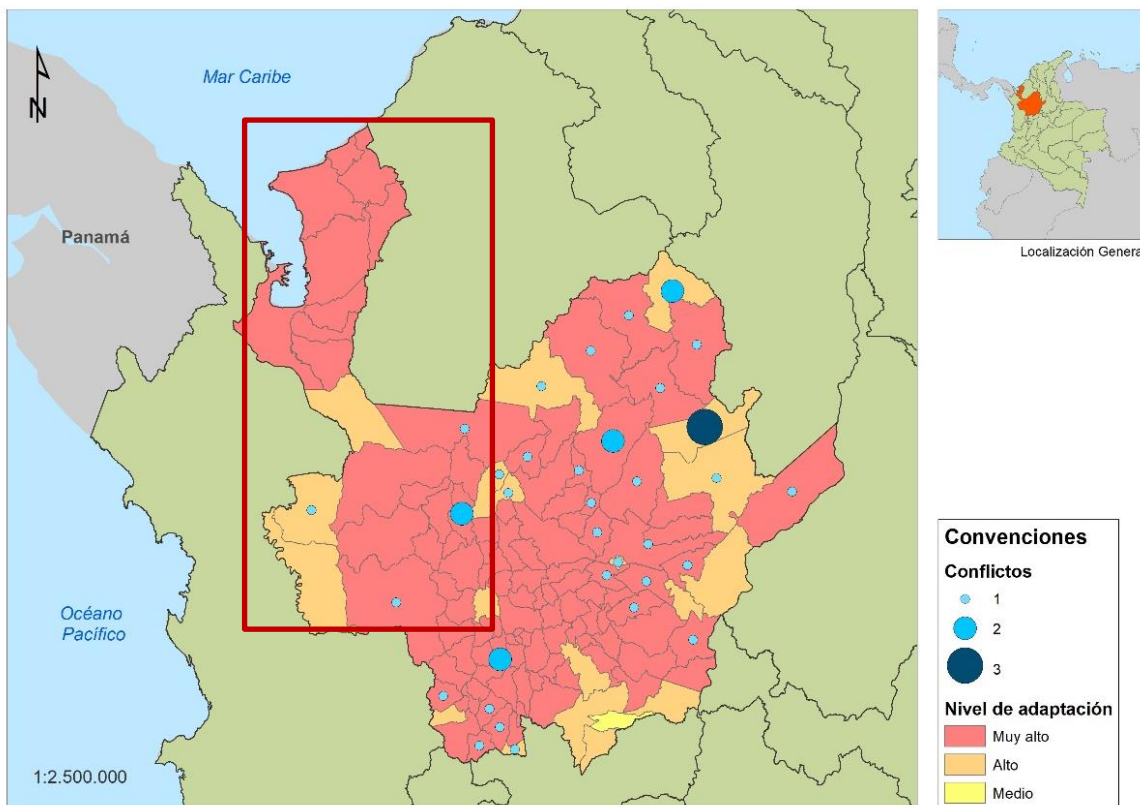 Mar Caribe
N
Panamá
Océano
Pacífico
1:2.500.000
Localización Genera
Convenciones
Conflictos
1
2
3
Nivel de adaptación
Muy alto
Alto
Medio